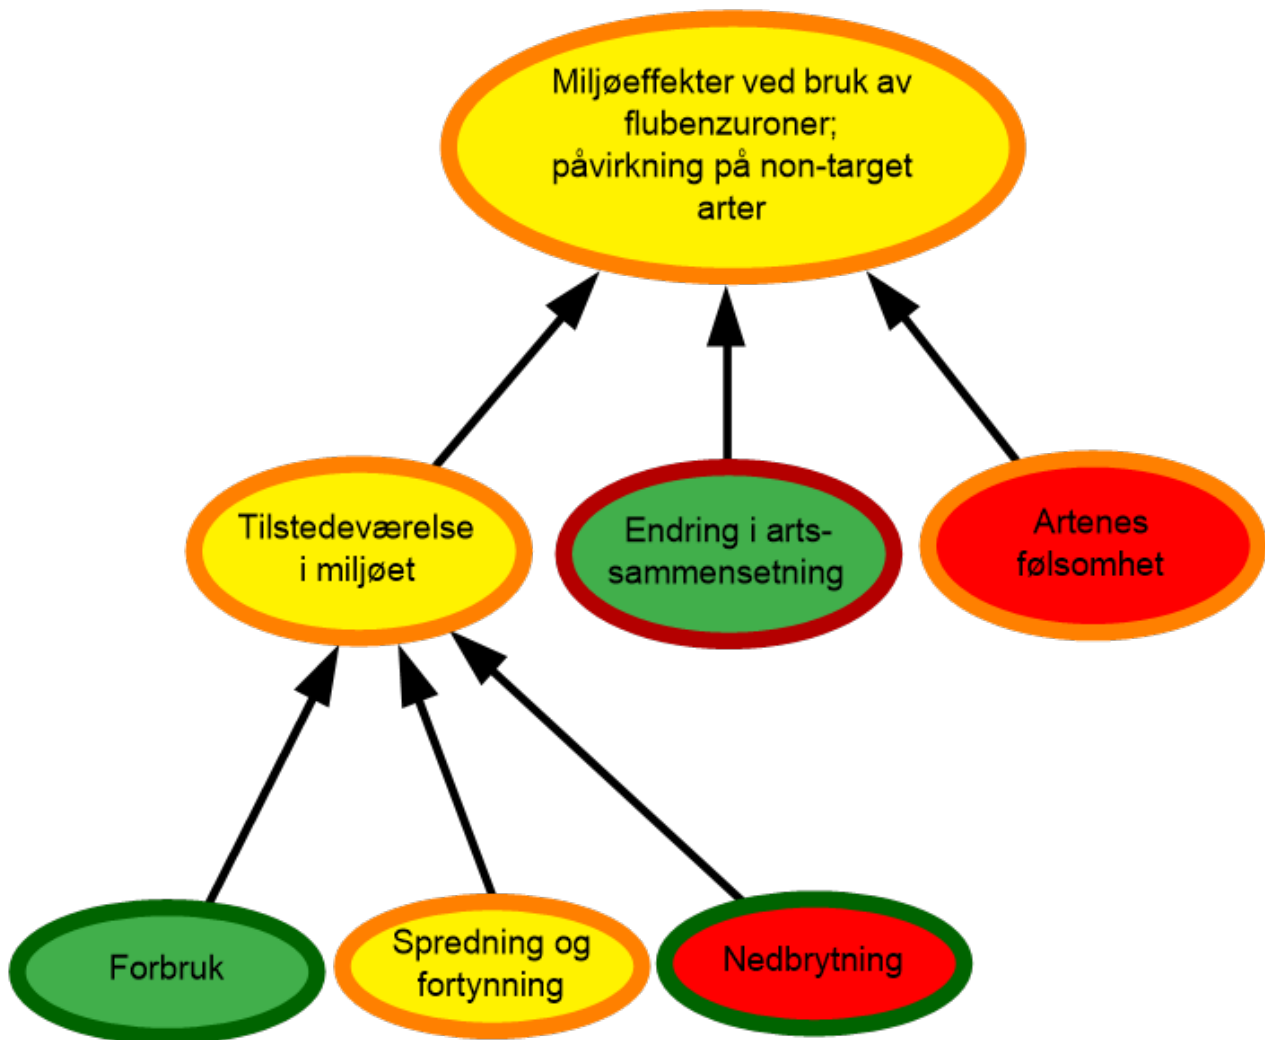 Miljøeffekter ved bruk av
flubenzuroner;
påvirkning på non-target
arter
Tilstedeværelse
i miljøet
Endring i arts-
sammensetning
Artenes
følsomhet
Forbruk
Spredning og
fortynning
Nedbrytning